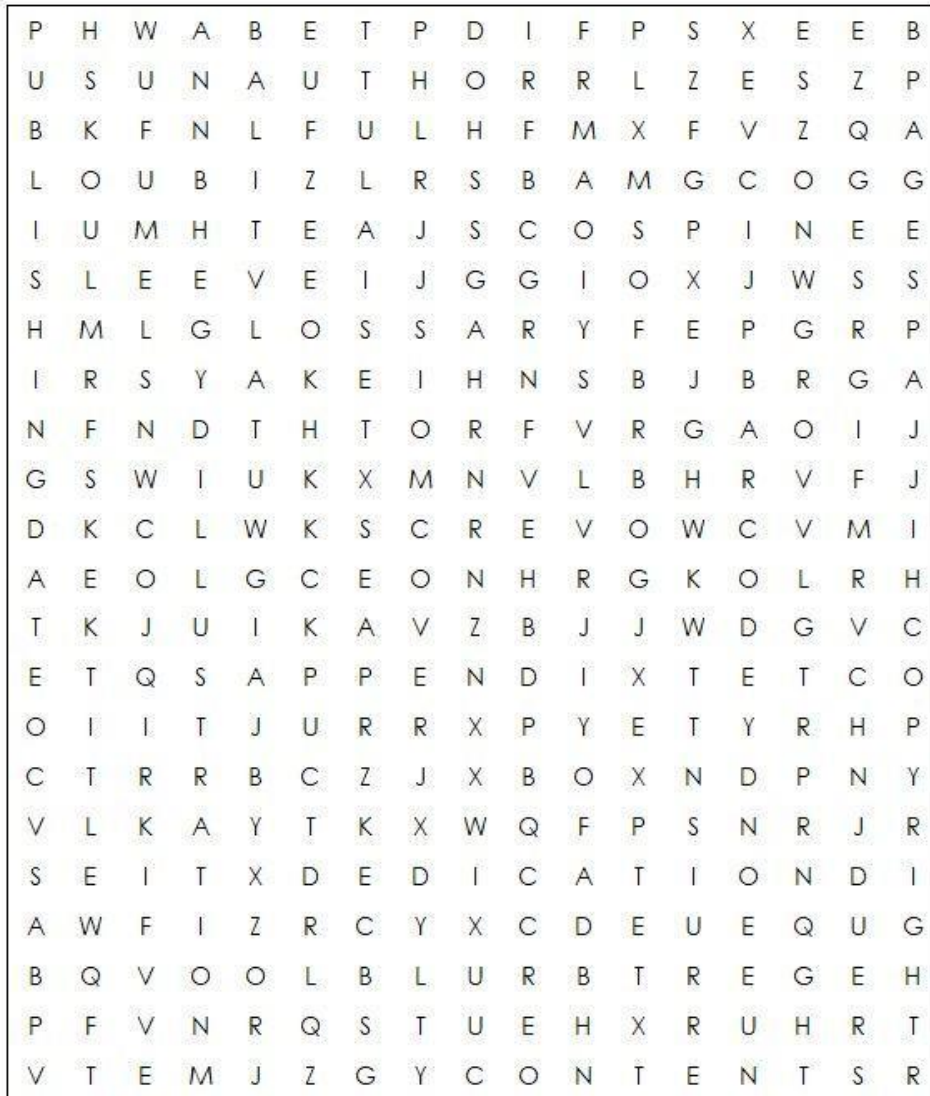 P H W A B E T P D I F P S X E E B
U S U N A U T H O R R L Z E S Z P
B K F N L F U L H F M X F V Z Q A
L O U B I Z L R S B A M G C O G G
I U M H T E A J S C O S P I N E E
S L E E V E I J G G I O X J W S S
H M L G L O S S A R Y F E P G R P
I R S Y A K E I H N S B J B R G A
N F N D T H T O R F V R G A O I J
G S W I U K X M N V L B H R V F J
D K C L W K S C R E V O W C V M I
A E O L G C E O N H R G K O L R H
T K J U I K A V Z B J J W D G V C
E T Q S A P P E N D I X T E T C O
O I I T J U R R X P Y E T Y R H P
C T R R B C Z J X B O X N D P N Y
V L K A Y T K X W Q F P S N R J R
S E I T X D E D I C A T I O N D I
A W F I Z R C Y X C D E U E Q U G
B Q V O O L B L U R B T R E G E H
P F V N R Q S T U E H X R U H R T
V T E M J Z G Y C O N T E N T S R